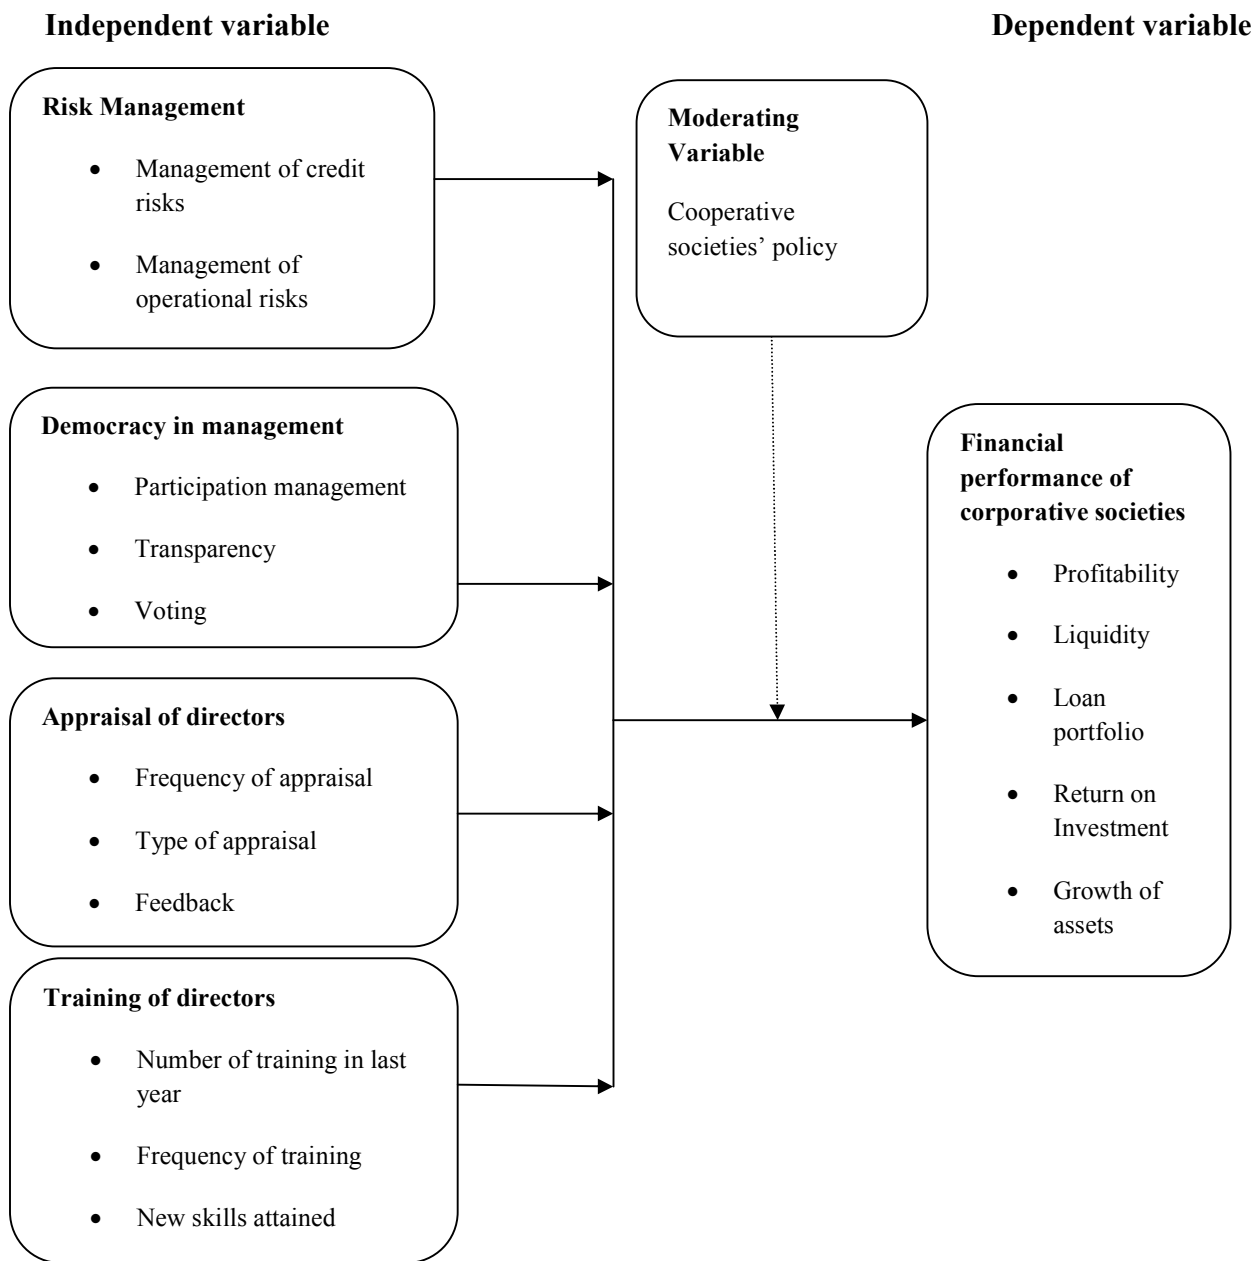 Independent variable
Dependent variable
Risk Management
• Management of credit
risks
• Management of
operational risks
Moderating
Variable
Cooperative
societies’ policy
Democracy in management
• Participation management
• Transparency
• Voting
Financial
performance of
corporative societies
• Profitability
• Liquidity
• Loan
portfolio
• Return on
Investment
• Growth of
assets
Appraisal of directors
• Frequency of appraisal
• Type of appraisal
• Feedback
Training of directors
• Number of training in last
year
• Frequency of training
• New skills attained